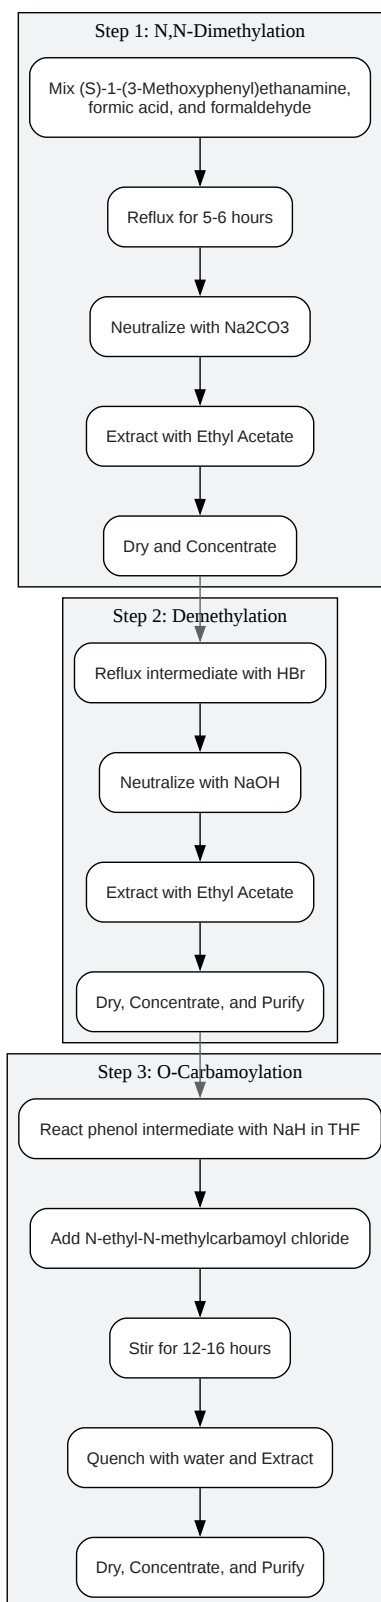 Step 1: N,N-Dimethylation
Mix (S)-1-(3-Methoxyphenyl)ethanamine,
formic acid, and formaldehyde
Reflux for 5-6 hours
Neutralize with Na2CO3
Extract with Ethyl Acetate
Dry and Concentrate
Step 2: Demethylation
Reflux intermediate with HBr
Neutralize with NaOH
Extract with Ethyl Acetate
Dry, Concentrate, and Purify
Step 3: O-Carbamoylation
React phenol intermediate with NaH in THF
Add N-ethyl-N-methylcarbamoyl chloride
Stir for 12-16 hours
Quench with water and Extract
Dry, Concentrate, and Purify